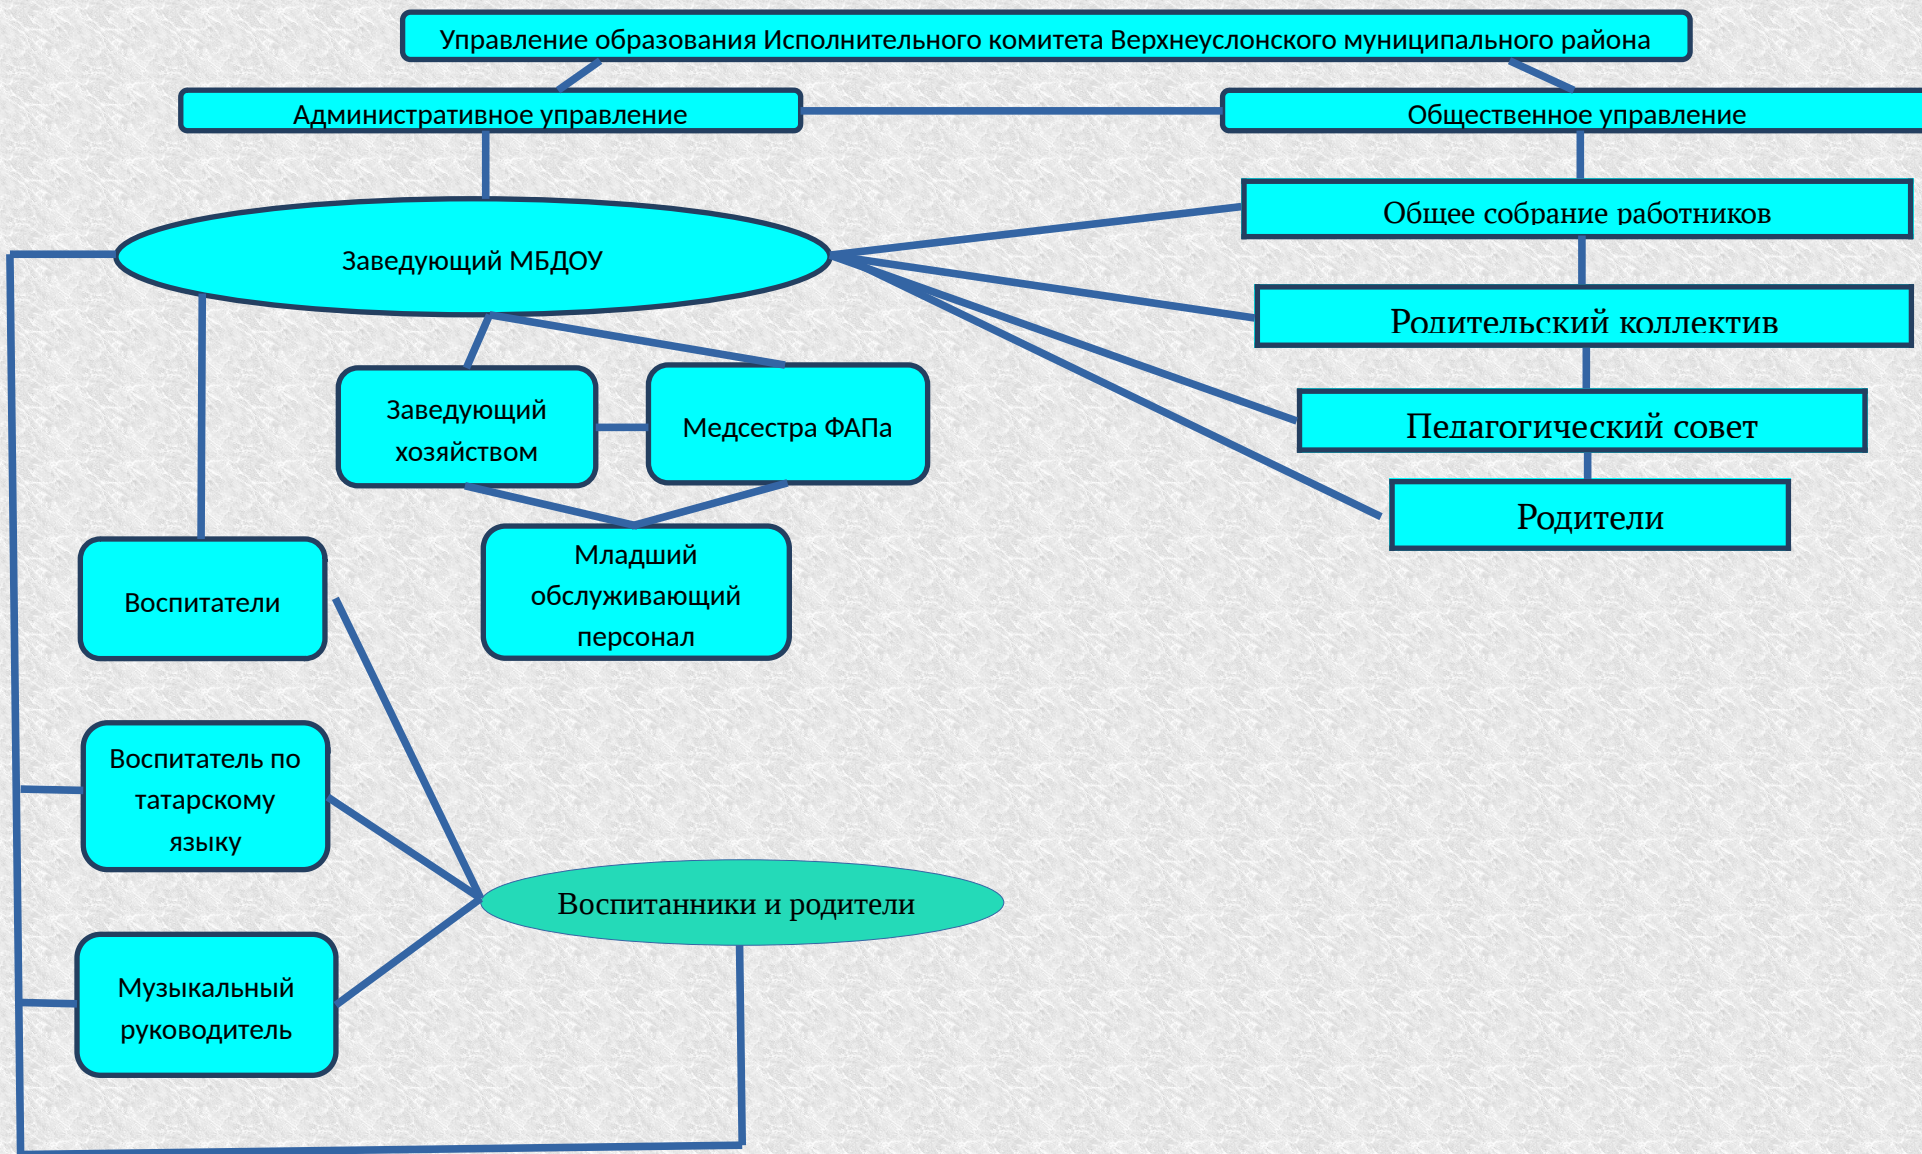 Управление образования Исполнительного комитета Верхнеуслонского муниципального района
Административное управление
Общественное управление
Общее собрание работников
Заведующий МБДОУ
Родительский коллектив
Заведующий
хозяйством
Медсестра ФАПа
Педагогический совет
Родители
Младший
обслуживающий
персонал
Воспитатели
Воспитатель по
татарскому
языку
Воспитанники и родители
Музыкальный
руководитель